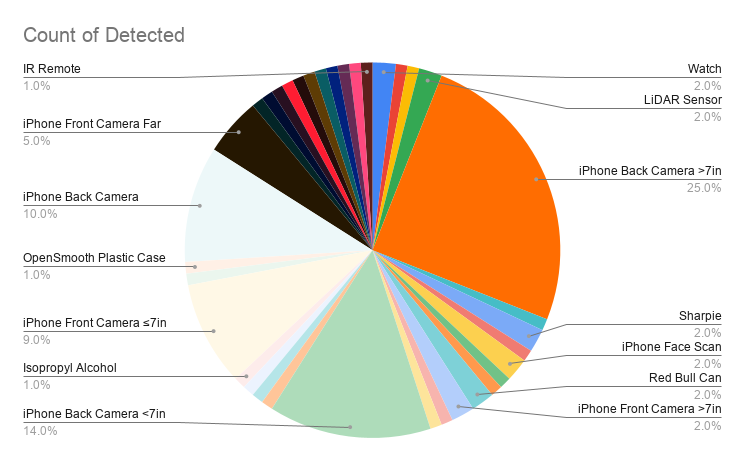 Count of Detected
IR Remote
1.0%
iPhone Front Camera Far
5.0%
iPhone Back Camera
10.0%
OpenSmooth Plastic Case
1.0%
iPhone Front Camera ≤7in
9.0%
Isopropyl Alcohol
1.0%
iPhone Back Camera <7in
14.0%
Watch
2.0%
LiDAR Sensor
2.0%
iPhone Back Camera >7in
25.0%
Sharpie
2.0%
iPhone Face Scan
2.0%
Red Bull Can
2.0%
iPhone Front Camera >7in
2.0%